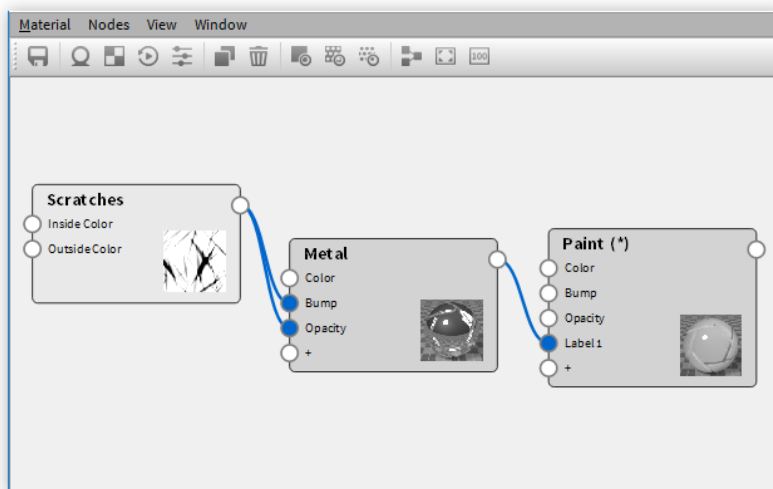 Material Nodes View Window
100
Scratches
Inside Color
Outside Color
Metal
Color
Bump
Opacity
+
Paint (*)
Color
Bump
Opacity
Label 1
+